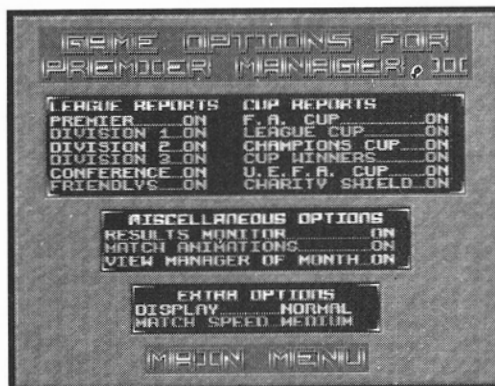 GAME OPTIONS FOR
PREMIER MANAGER III
LEAGUE REPORTS
PREMIER......ON
DIVISION 1...ON
DIVISION 2...ON
DIVISION 3...ON
CONFERENCE...ON
FRIENDLYS....ON
CUP REPORTS
F.A. CUP.......ON
LEAGUE CUP.....ON
CHAMPIONS CUP..ON
CUP WINNERS....ON
U.E.F.A. CUP...ON
CHARITY SHIELD.ON
MISCELLANEOUS OPTIONS
RESULTS MONITOR.......ON
MATCH ANIMATIONS......ON
VIEW MANAGER OF MONTH.ON
EXTRA OPTIONS
DISPLAY.....NORMAL
MATCH SPEED MEDIUM
MAIN MENU